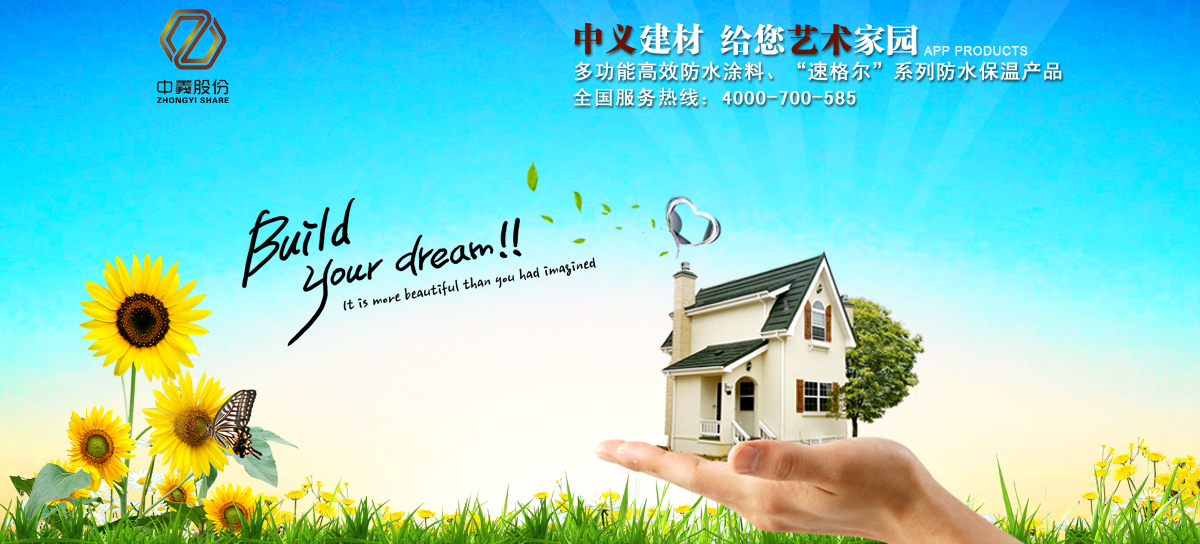 中義股份
ZHONGYI SHARE
中义建材 给您艺术家园 APP PRODUCTS
多功能高效防水涂料、“速格尔”系列防水保温产品
全国服务热线：4000-700-585
Build
your dream!!
It is more beautiful than you had imagined